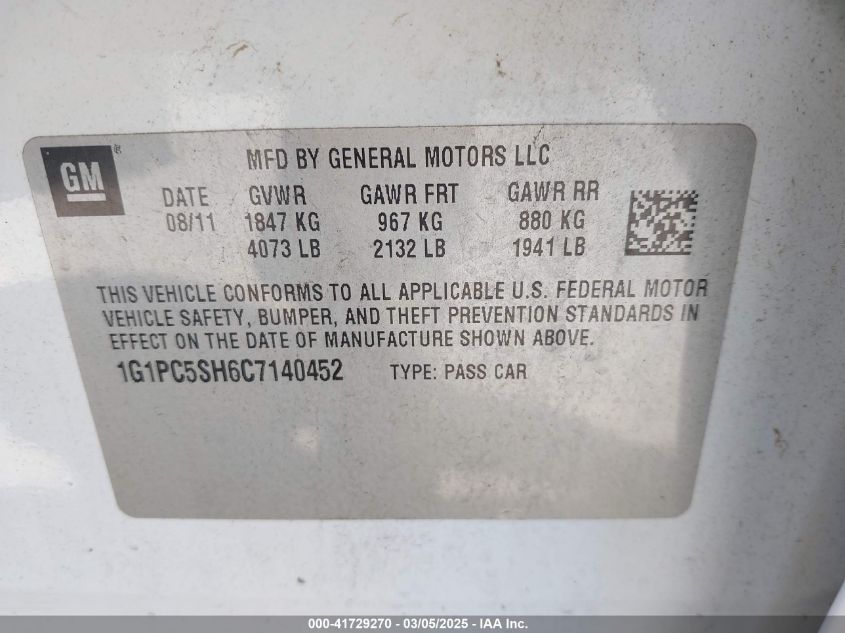 GM®
MFD BY GENERAL MOTORS LLC
DATE GVWR GAWR FRT GAWR RR
08/11 1847 KG 967 KG 880 KG
4073 LB 2132 LB 1941 LB
THIS VEHICLE CONFORMS TO ALL APPLICABLE U.S. FEDERAL MOTOR
VEHICLE SAFETY, BUMPER, AND THEFT PREVENTION STANDARDS IN
EFFECT ON THE DATE OF MANUFACTURE SHOWN ABOVE.
1G1PC5SH6C7140452 TYPE: PASS CAR
000-41729270 - 03/05/2025 - Copyright © 2025 IAA, Inc.